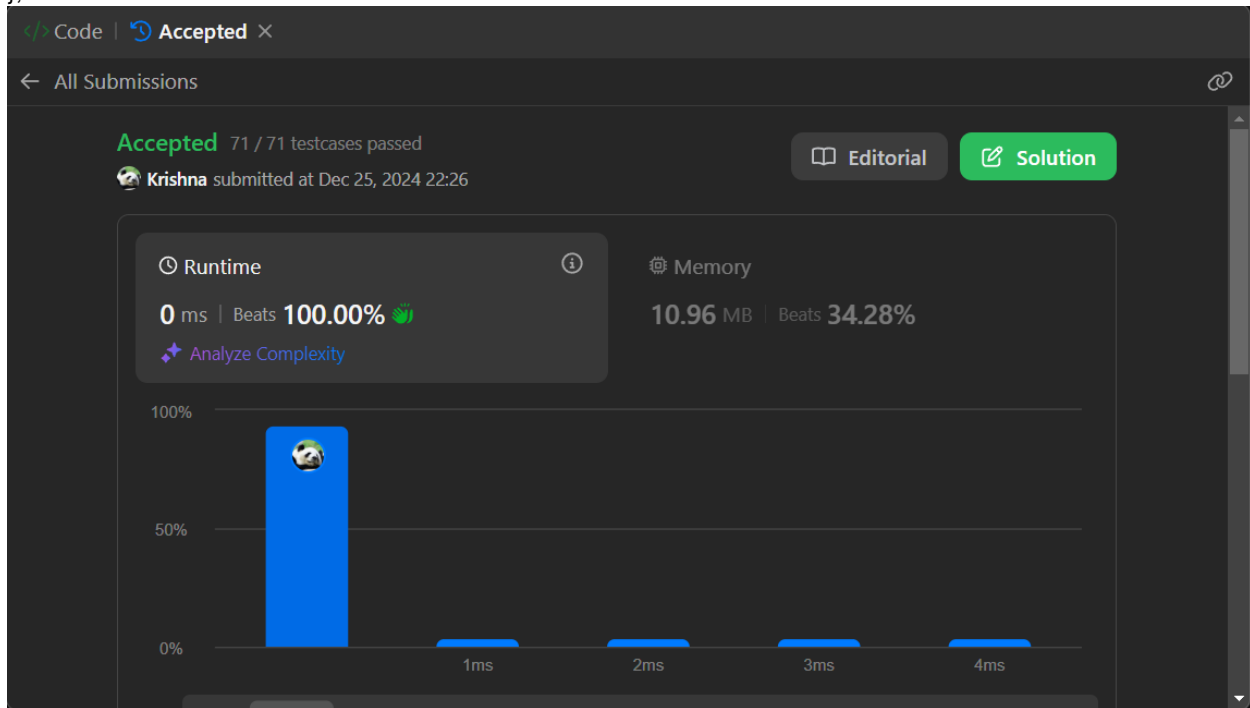 };
</> Code | Accepted ×
← All Submissions
Accepted 71 / 71 testcases passed
Editorial
Solution
Krishna submitted at Dec 25, 2024 22:26
Runtime
0 ms | Beats 100.00%
Analyze Complexity
Memory
10.96 MB | Beats 34.28%
100%
50%
0%
1ms 2ms 3ms 4ms